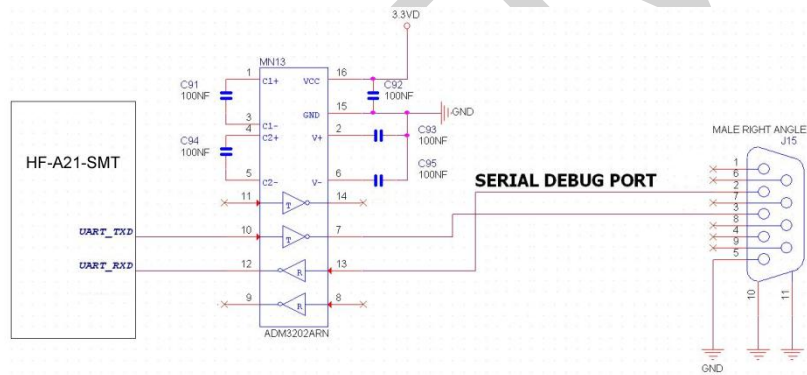 3.3VD
MN13
1
C1+
VCC
16
C91
100NF
C92
100NF
3
C1-
GND
15
GND
4
C2+
V+
2
C93
100NF
C94
100NF
5
C2-
V-
6
C95
100NF
MALE RIGHT ANGLE
J15
HF-A21-SMT
SERIAL DEBUG PORT
11
T
14
UART_TXD
10
T
7
UART_RXD
12
R
13
9
R
8
ADM3202ARN
1
6
2
7
3
8
4
9
5
10
11
GND